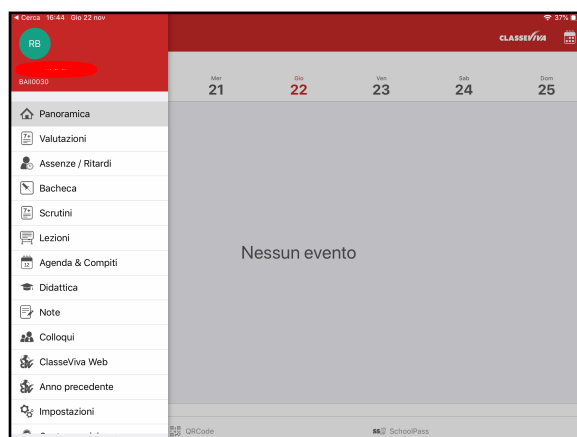 ◀ Cerca 16:44 Gio 22 nov 37%
RB
CLASSEVIVA
BAII0030
Mer Gio Ven Sab Dom
21 22 23 24 25
Panoramica
Valutazioni
Assenze / Ritardi
Bacheca
Scrutini
Lezioni
Nessun evento
Agenda & Compiti
Didattica
Note
Colloqui
ClasseViva Web
Anno precedente
Impostazioni
QRCode SchoolPass